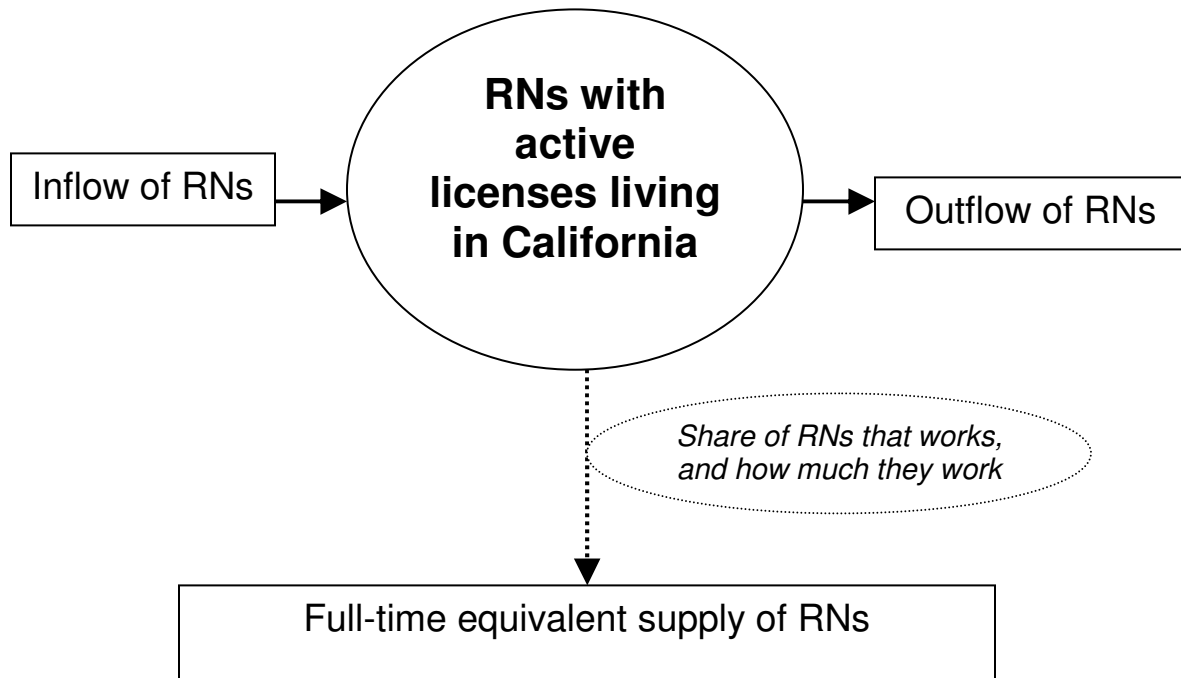 RNs with
active
licenses living
in California
Inflow of RNs
Outflow of RNs
Share of RNs that works,
and how much they work
Full-time equivalent supply of RNs